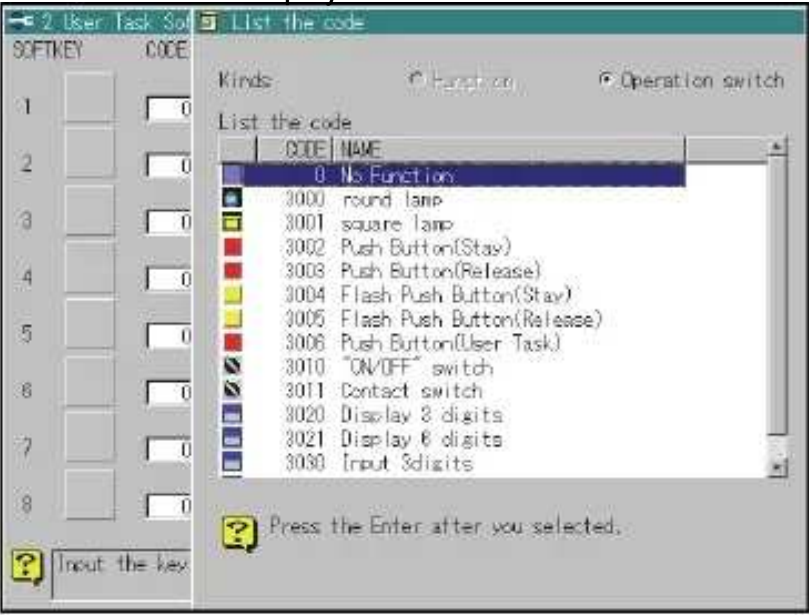 2 User Task Sof
List the code
SOFTKEY CODE
Kinds Function Operation switch
1 0
List the code
CODE NAME
2 0
0 No Function
3000 round lamp
3 0
3001 square lamp
3002 Push Button(Stay)
3003 Push Button(Release)
4 0
3004 Flash Push Button(Stay)
3005 Flash Push Button(Release)
5 0
3006 Push Button(User Task)
3010 "ON/OFF" switch
6 0
3011 Contact switch
3020 Display 3 digits
3021 Display 6 digits
7 0
3030 Input 3digits
8 0
Press the Enter after you selected.
Input the key